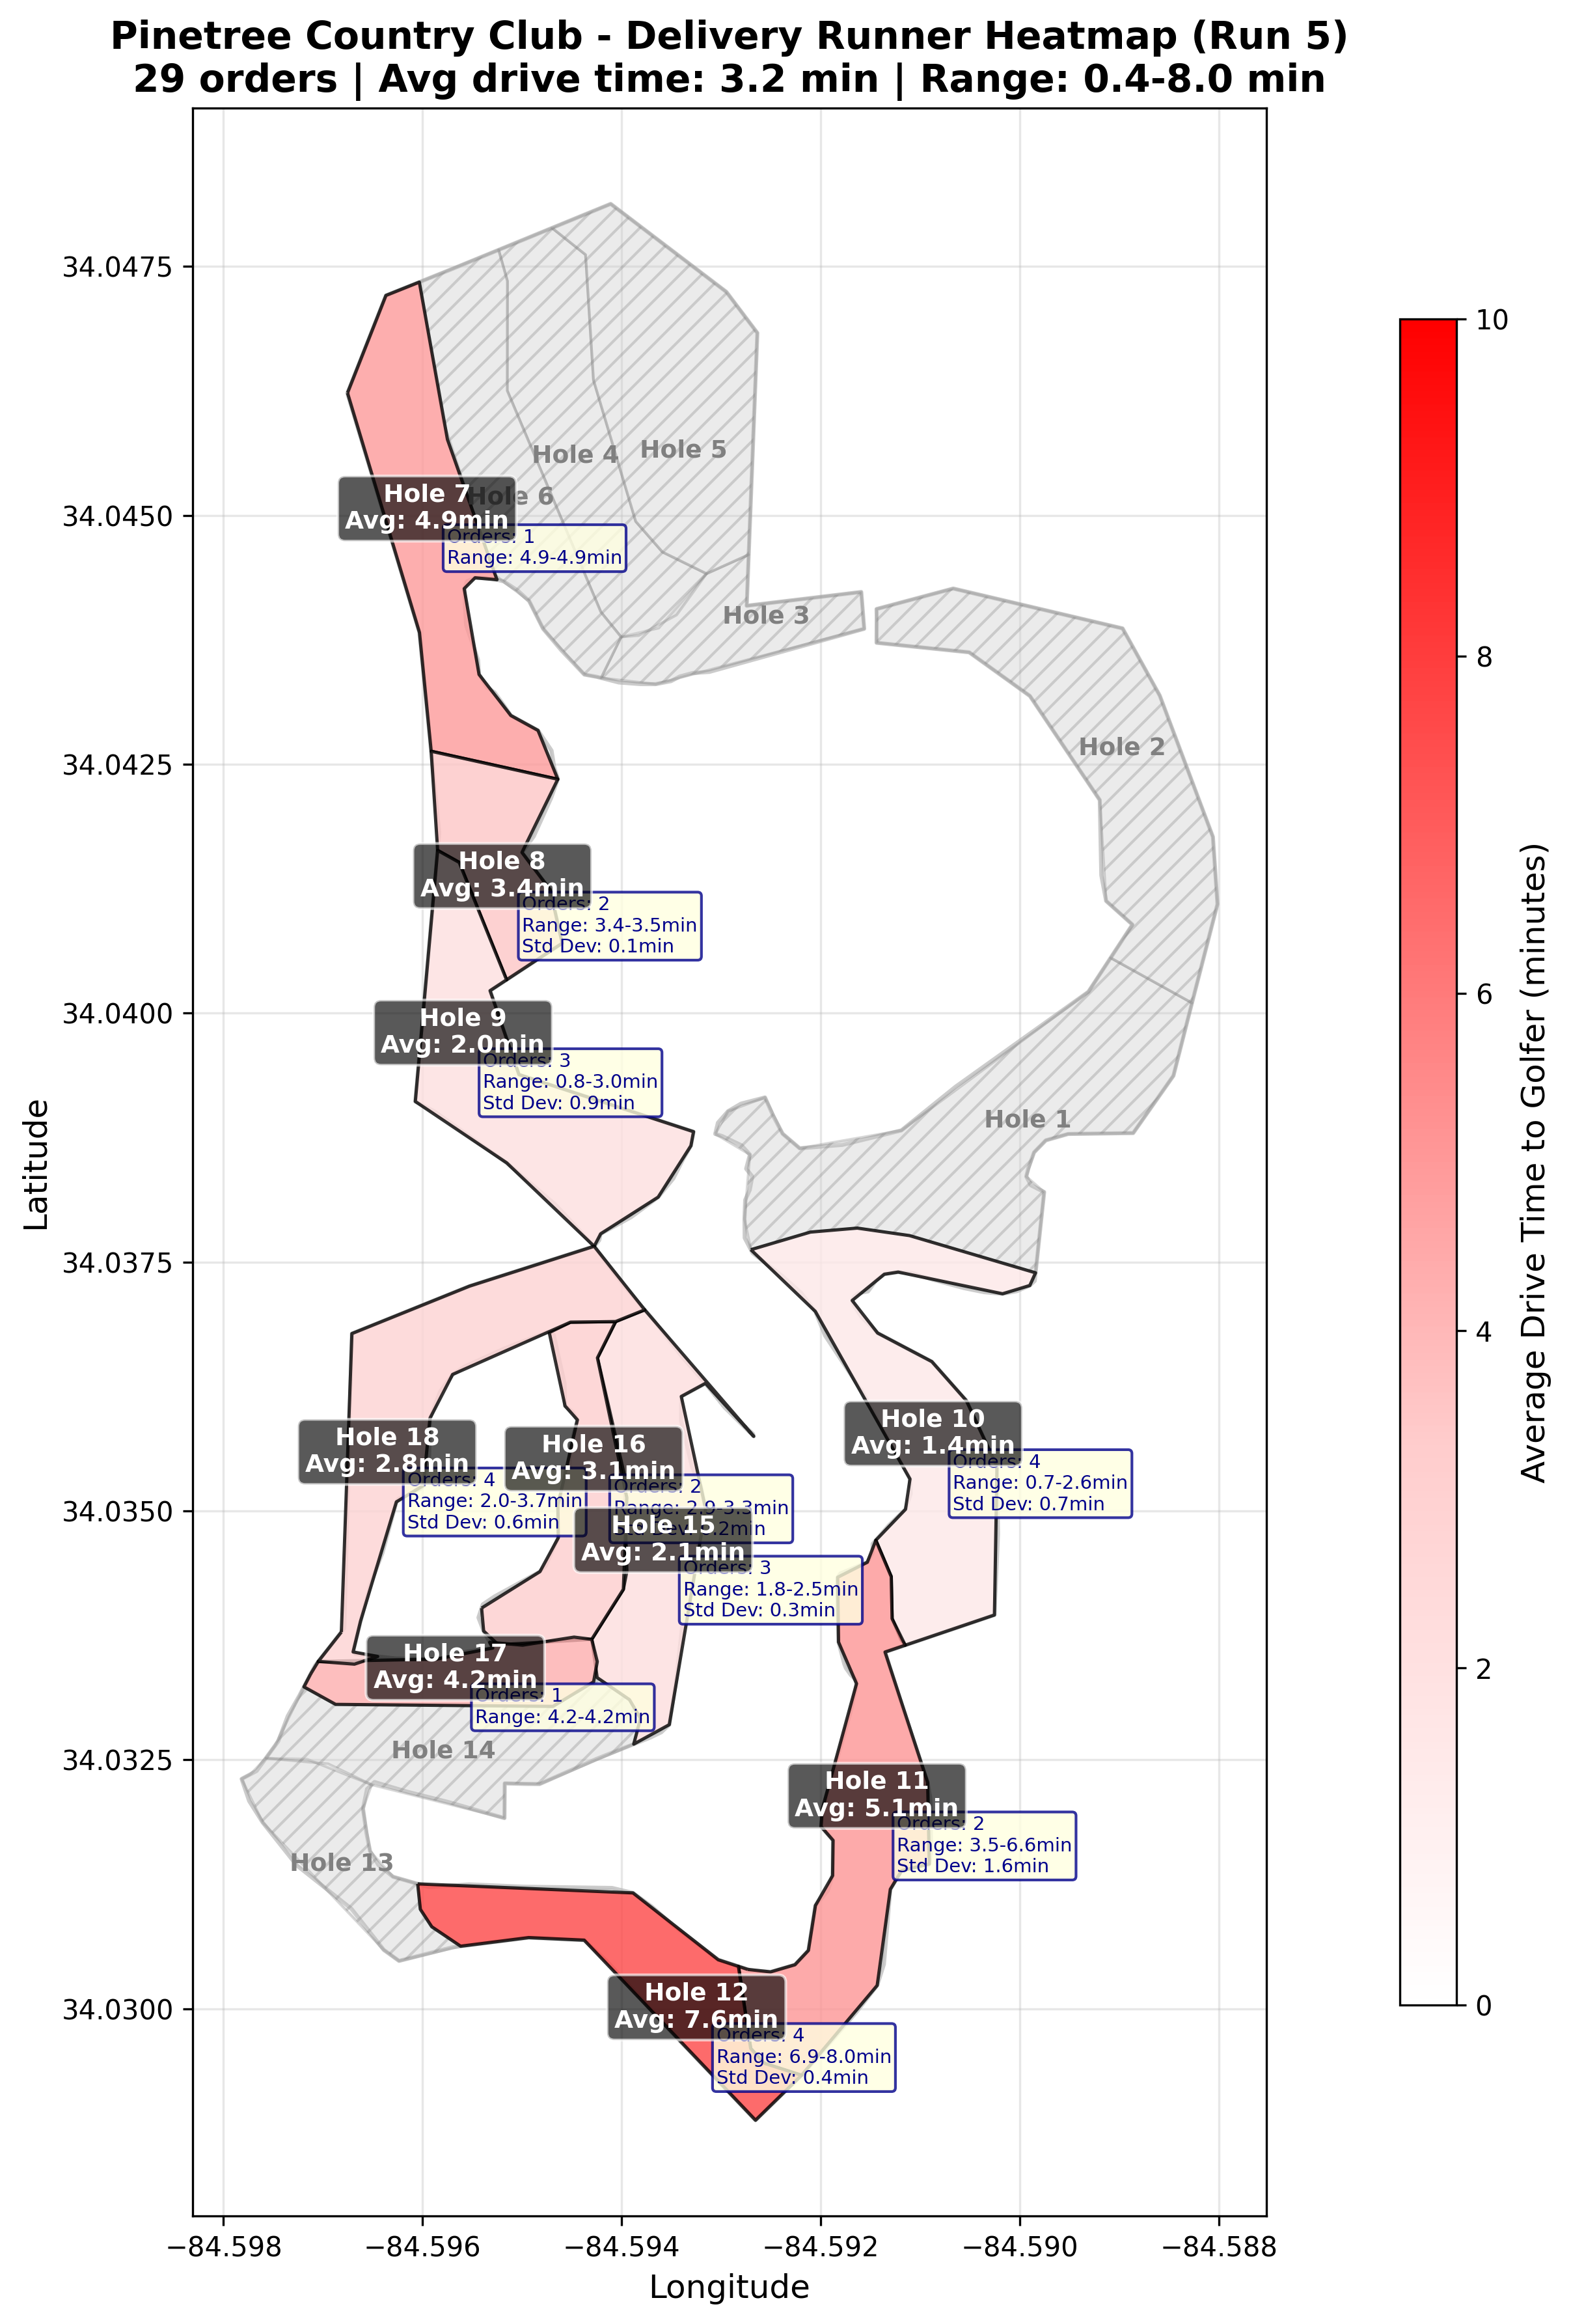 Pinetree Country Club - Delivery Runner Heatmap (Run 5)
29 orders | Avg drive time: 3.2 min | Range: 0.4-8.0 min
Latitude
34.0475
34.0450
34.0425
34.0400
34.0375
34.0350
34.0325
34.0300
Hole 4
Hole 5
Hole 6
Hole 7
Avg: 4.9min
Orders: 1
Range: 4.9-4.9min
Hole 3
Hole 2
Hole 8
Avg: 3.4min
Orders: 2
Range: 3.4-3.5min
Std Dev: 0.1min
Hole 9
Avg: 2.0min
Orders: 3
Range: 0.8-3.0min
Std Dev: 0.9min
Hole 1
Hole 10
Avg: 1.4min
Orders: 4
Range: 0.7-2.6min
Std Dev: 0.7min
Hole 18
Avg: 2.8min
Orders: 4
Range: 2.0-3.7min
Std Dev: 0.6min
Hole 16
Avg: 3.1min
Orders: 2
Range: 2.9-3.3min
Std Dev: 0.2min
Hole 15
Avg: 2.1min
Orders: 3
Range: 1.8-2.5min
Std Dev: 0.3min
Hole 17
Avg: 4.2min
Orders: 1
Range: 4.2-4.2min
Hole 14
Hole 11
Avg: 5.1min
Orders: 2
Range: 3.5-6.6min
Std Dev: 1.6min
Hole 13
Hole 12
Avg: 7.6min
Orders: 4
Range: 6.9-8.0min
Std Dev: 0.4min
−84.598
−84.596
−84.594
−84.592
−84.590
−84.588
Longitude
10
8
6
4
2
0
Average Drive Time to Golfer (minutes)